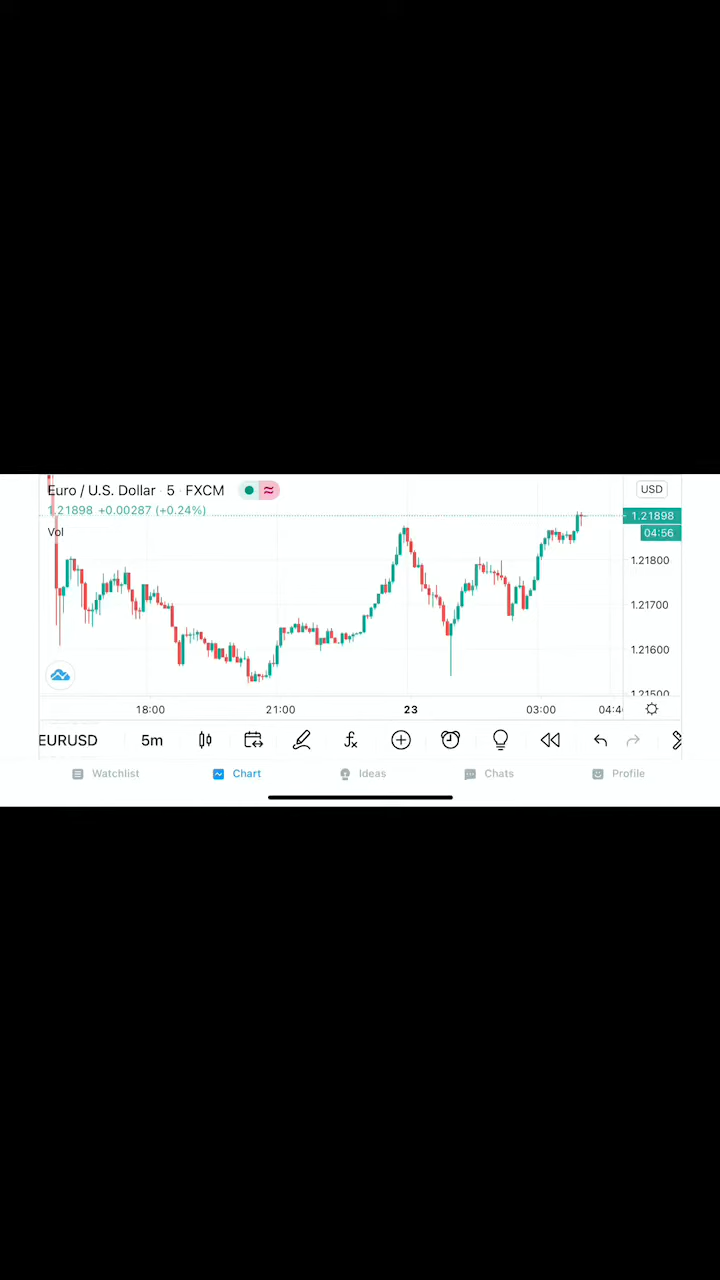 Euro / U.S. Dollar · 5 · FXCM
USD
1.21898 +0.00287 (+0.24%)
1.21898
04:56
Vol
1.21800
1.21700
1.21600
1.21500
18:00 21:00 23 03:00 04:4
EURUSD 5m
Watchlist Chart Ideas Chats Profile